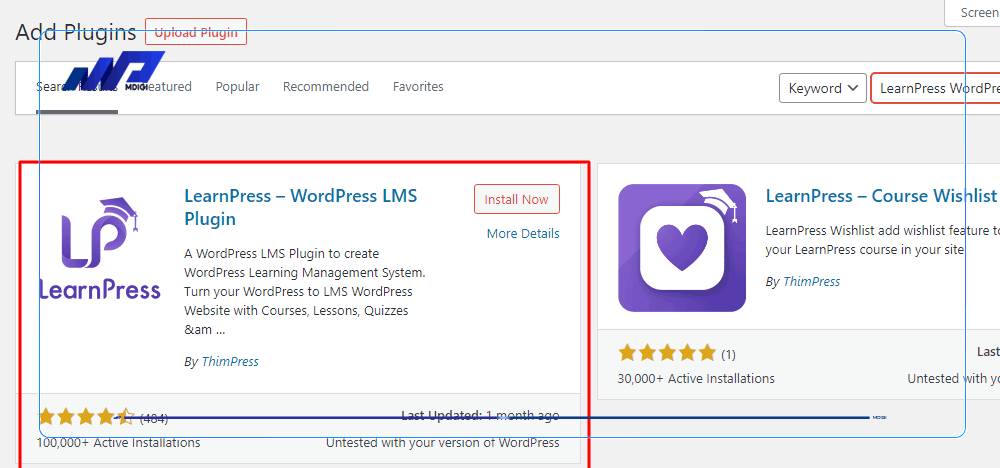 Screen
Add Plugins Upload Plugin
MDIGI
Search Results Featured Popular Recommended Favorites Keyword LearnPress WordPre
LearnPress – WordPress LMS
Plugin
Install Now
More Details
A WordPress LMS Plugin to create
WordPress Learning Management System.
Turn your WordPress to LMS WordPress
Website with Courses, Lessons, Quizzes
&am ...
By ThimPress
LearnPress
(484)
Last Updated: 1 month ago
100,000+ Active Installations
Untested with your version of WordPress
LearnPress – Course Wishlist
LearnPress Wishlist add wishlist feature to
your LearnPress course in your site
By ThimPress
(1)
Last
30,000+ Active Installations
Untested with yo
MDIGI